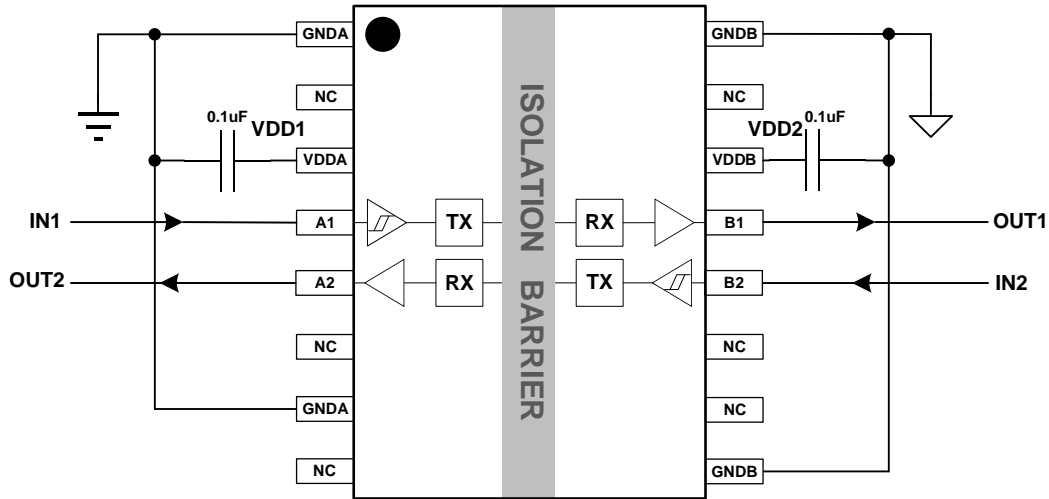 GNDA
GNDB
NC
NC
0.1uF
VDD1
VDD2
0.1uF
VDDA
VDDB
IN1
A1
TX
RX
B1
OUT1
OUT2
A2
RX
TX
B2
IN2
ISOLATION BARRIER
NC
NC
GNDA
NC
NC
GNDB